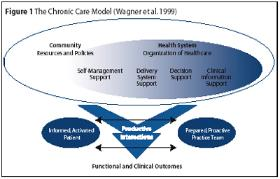 Figure 1 The Chronic Care Model (Wagner et al. 1999)
Community
Resources and Policies
Health System
Organization of Healthcare
Self-Management
Support
Delivery
System
Support
Decision
Support
Clinical
Information
Support
Informed, Activated
Patient
Productive
Interactions
Prepared, Proactive
Practice Team
Functional and Clinical Outcomes